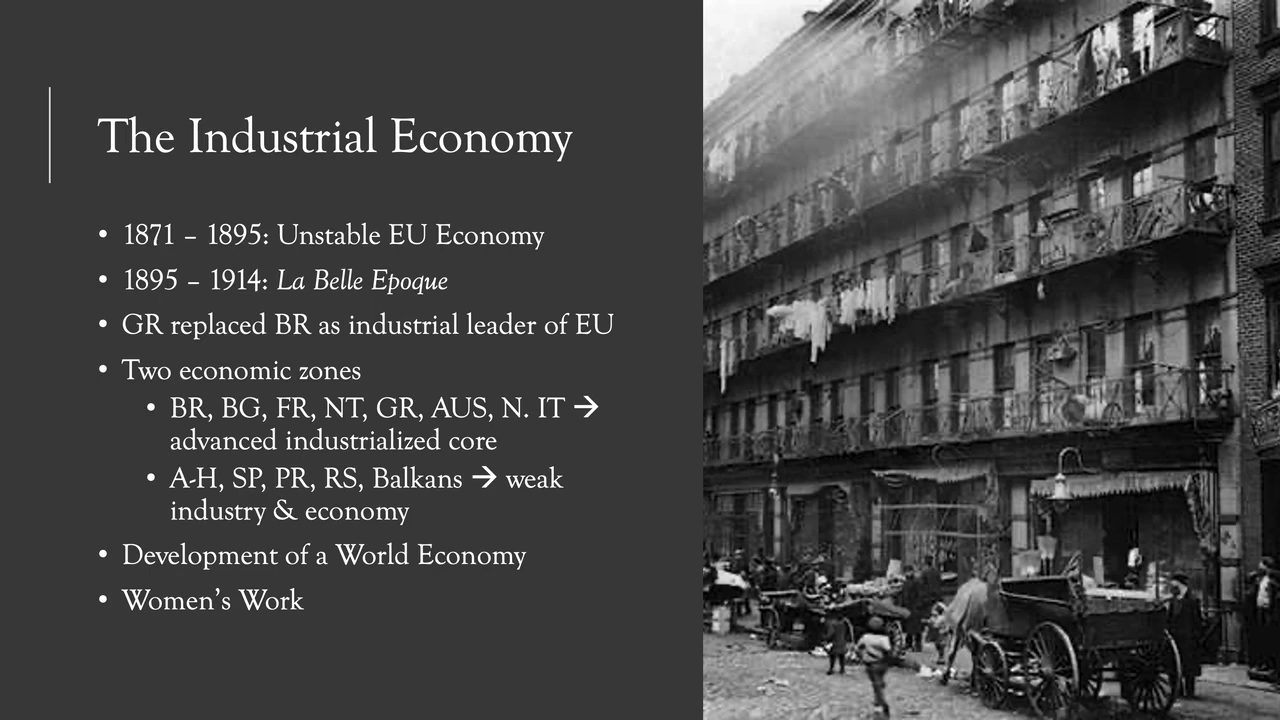 The Industrial Economy
• 1871 – 1895: Unstable EU Economy
• 1895 – 1914: La Belle Epoque
• GR replaced BR as industrial leader of EU
• Two economic zones
• BR, BG, FR, NT, GR, AUS, N. IT →
advanced industrialized core
• A-H, SP, PR, RS, Balkans → weak
industry & economy
• Development of a World Economy
• Women's Work